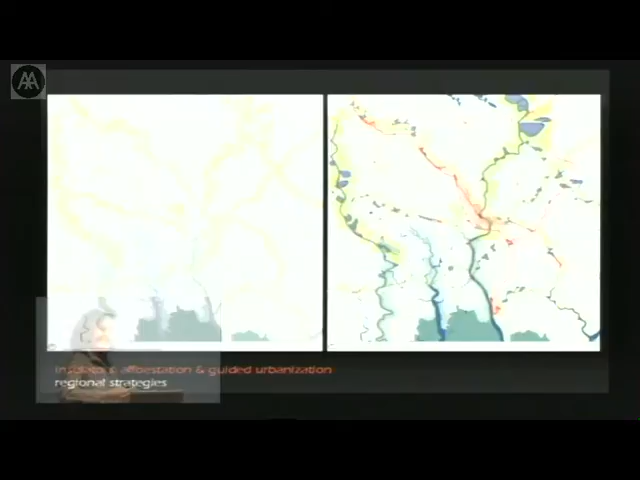 AA
afforestation & guided urbanization
regional strategies